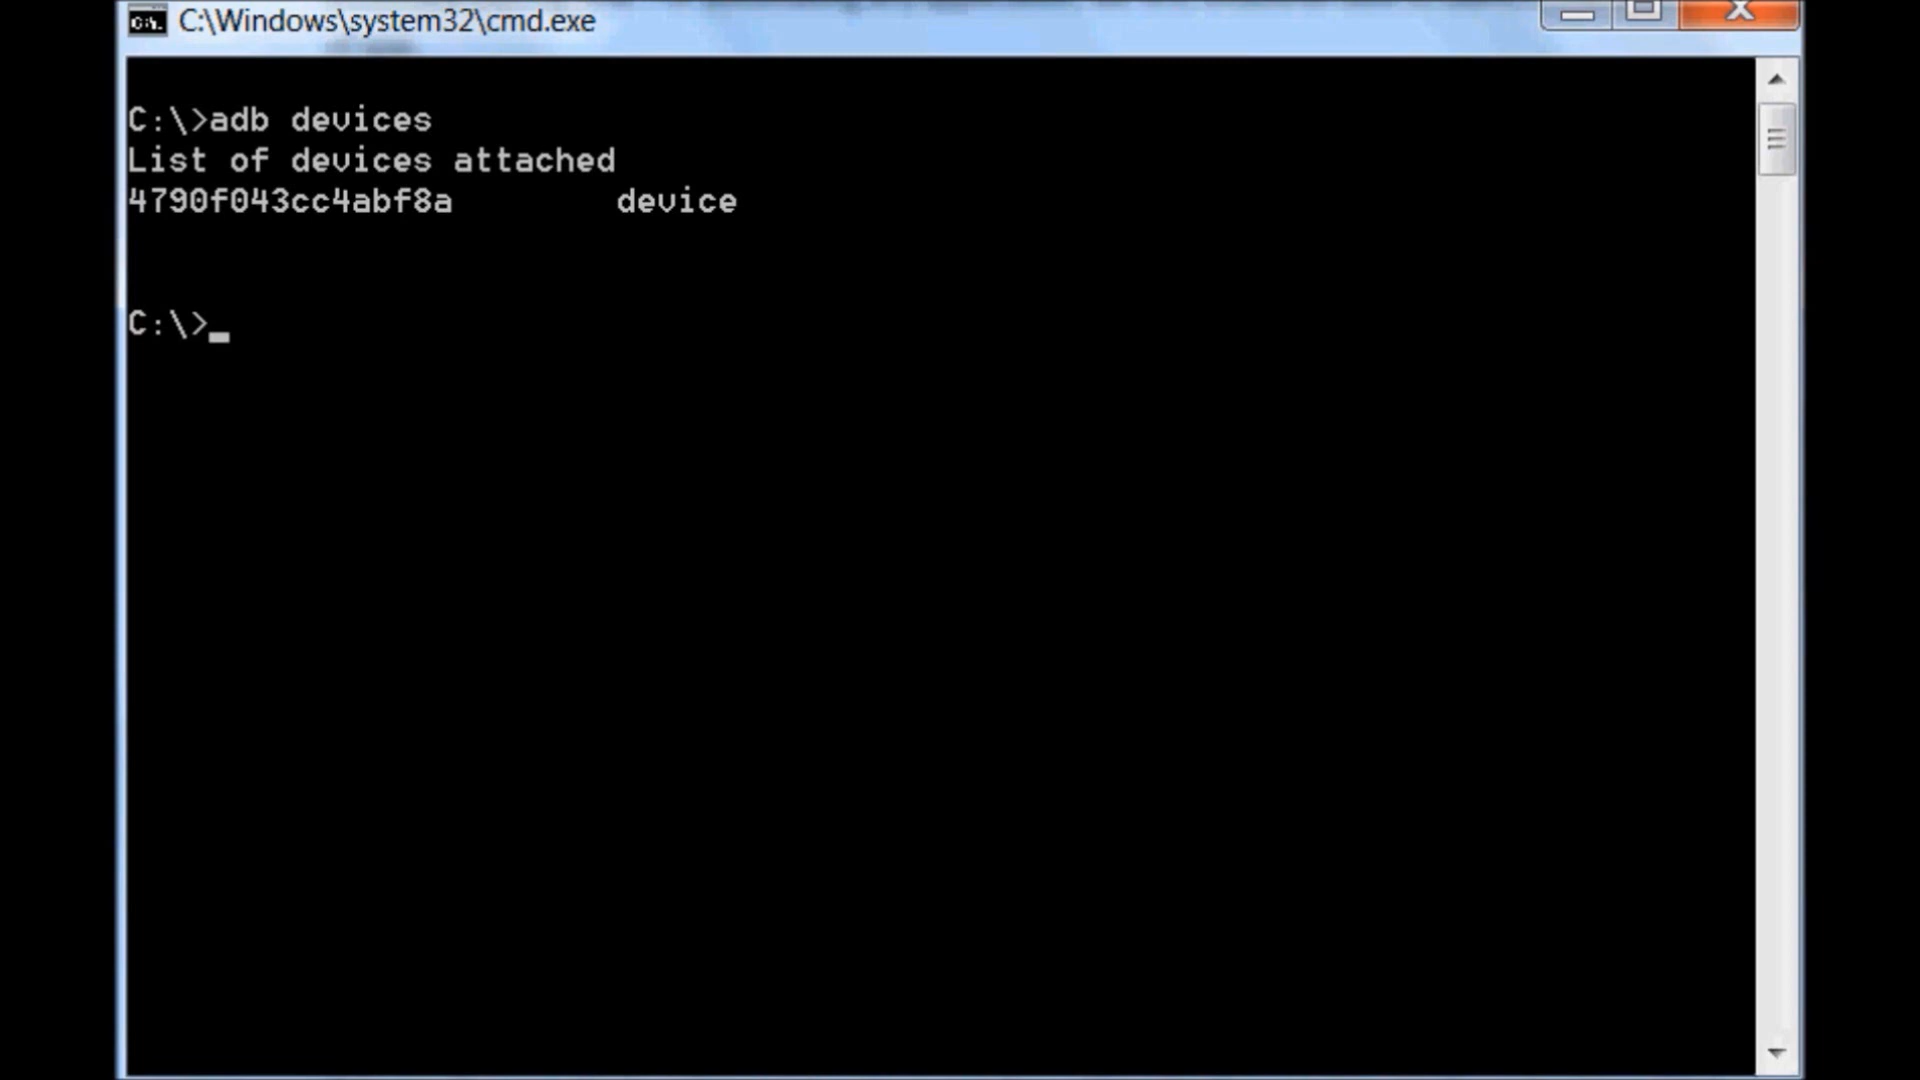 C:\Windows\system32\cmd.exe
C:\>adb devices
List of devices attached
4790f043cc4abf8a        device
C:\>_